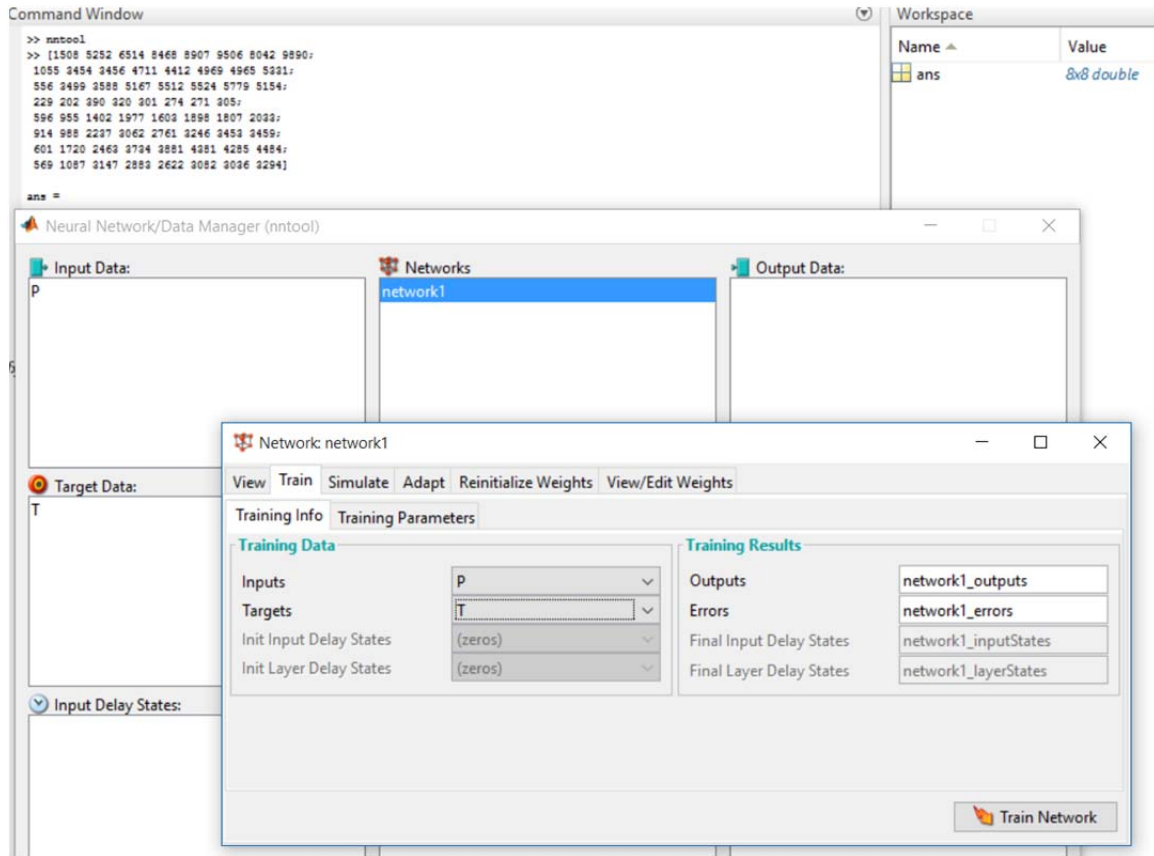 Command Window
Workspace
>> nntool
>> [1508 5252 6514 8468 8907 9506 8042 9890;
1055 3454 3456 4711 4412 4969 4965 5331;
556 3499 3588 5167 5512 5524 5779 5154;
229 202 390 320 301 274 271 305;
596 955 1402 1977 1603 1898 1807 2033;
914 988 2237 3062 2761 3246 3453 3459;
601 1720 2463 3734 3881 4381 4285 4484;
569 1087 3147 2883 2622 3082 3036 3294]
ans =
Name Value
ans 8x8 double
Neural Network/Data Manager (nntool)
Input Data:
P
Networks
network1
Output Data:
Target Data:
T
Input Delay States:
Network: network1
View Train Simulate Adapt Reinitialize Weights View/Edit Weights
Training Info Training Parameters
Training Data
Inputs P
Targets T
Init Input Delay States (zeros)
Init Layer Delay States (zeros)
Training Results
Outputs network1_outputs
Errors network1_errors
Final Input Delay States network1_inputStates
Final Layer Delay States network1_layerStates
Train Network